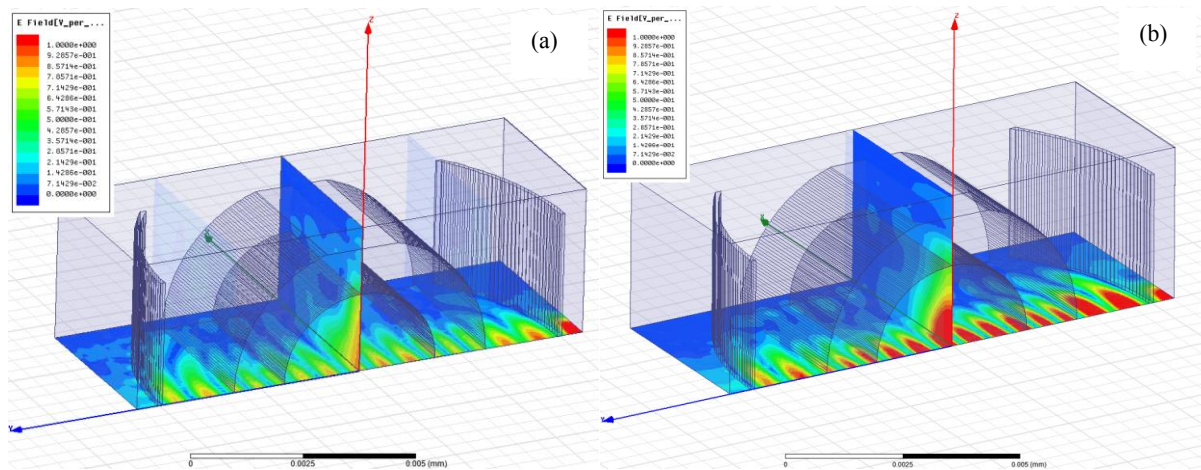 E Field[V_per_...
1.0000e+000
9.2857e-001
8.5714e-001
7.8571e-001
7.1429e-001
6.4286e-001
5.7143e-001
5.0000e-001
4.2857e-001
3.5714e-001
2.8571e-001
2.1429e-001
1.4286e-001
7.1429e-002
0.0000e+000
Z
(a)
0
0.0025
0.005 (mm)
E Field[V_per_...
1.0000e+000
9.2857e-001
8.5714e-001
7.8571e-001
7.1429e-001
6.4286e-001
5.7143e-001
5.0000e-001
4.2857e-001
3.5714e-001
2.8571e-001
2.1429e-001
1.4286e-001
7.1429e-002
0.0000e+000
Z
(b)
0
0.0025
0.005 (mm)